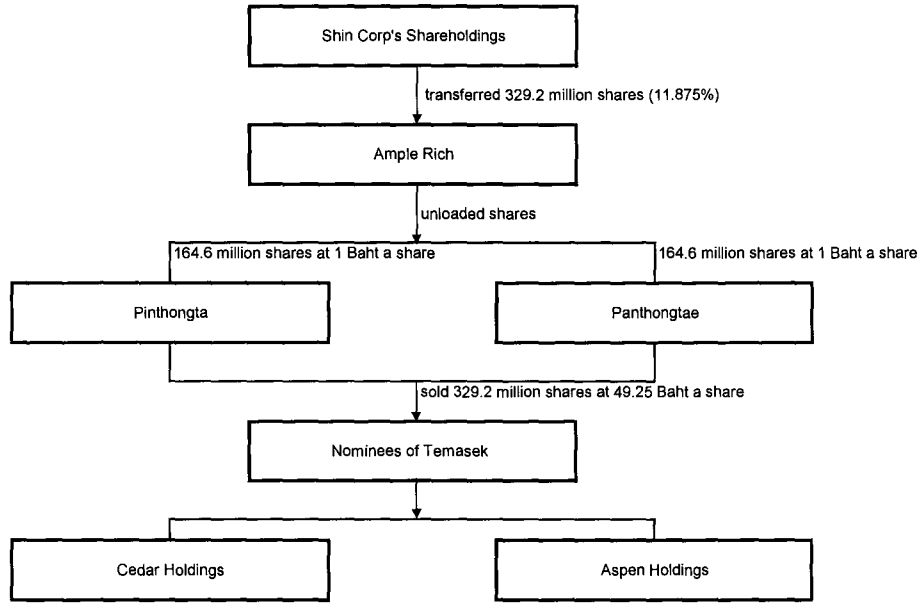 Shin Corp's Shareholdings
transferred 329.2 million shares (11.875%)
Ample Rich
unloaded shares
164.6 million shares at 1 Baht a share
164.6 million shares at 1 Baht a share
Pinthongta
Panthongtae
sold 329.2 million shares at 49.25 Baht a share
Nominees of Temasek
Cedar Holdings
Aspen Holdings